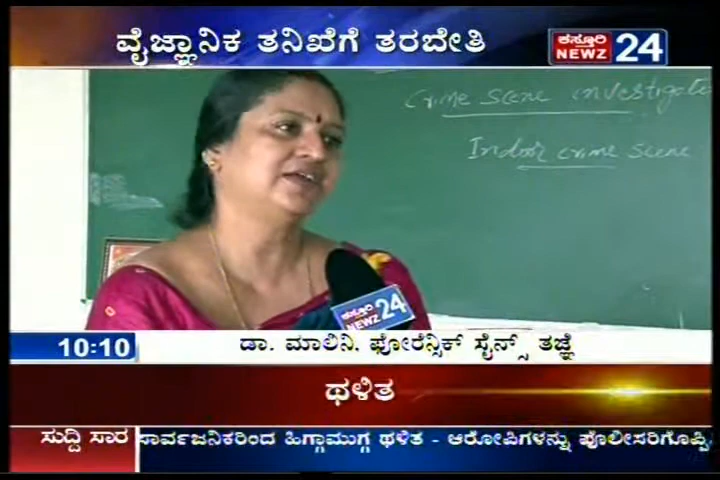 ವೈಜ್ಞಾನಿಕ ತನಿಖೆಗೆ ತರಬೇತಿ
ಕಸ್ತೂರಿ
NEWZ 24
Crime scene investigatio
Indoor crime scene
ಕಸ್ತೂರಿ
NEWZ 24
10:10
ಡಾ. ಮಾಲಿನಿ. ಫೋರೆನ್ಸಿಕ್ ಸೈನ್ಸ್ ತಜ್ಞೆ
ಥಳಿತ
ಸುದ್ದಿ ಸಾರ
ಸಾರ್ವಜನಿಕರಿಂದ ಹಿಗ್ಗಾಮುಗ್ಗ ಥಳಿತ - ಆರೋಪಿಗಳನ್ನು ಪೊಲೀಸರಿಗೊಪ್ಪಿ